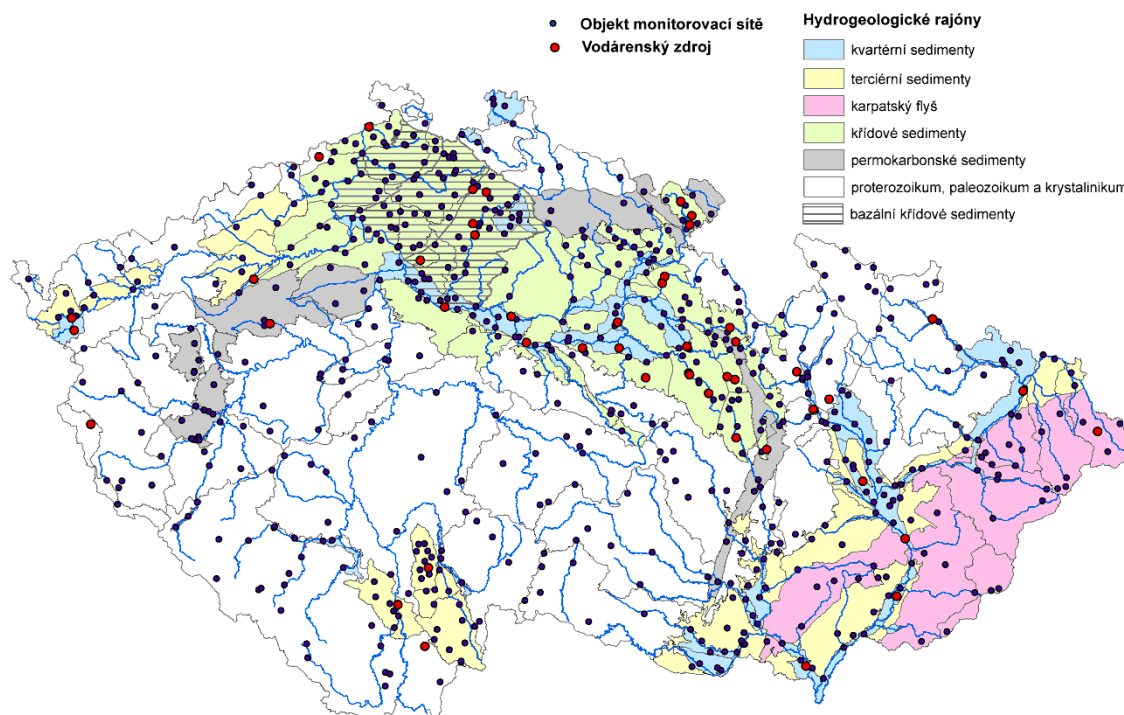 Objekt monitorovací sítě
Vodárenský zdroj
Hydrogeologické rajóny
kvartérní sedimenty
terciérní sedimenty
karpatský flyš
křídové sedimenty
permokarbonské sedimenty
proterozoikum, paleozoikum a krystalinikum
bazální křídové sedimenty